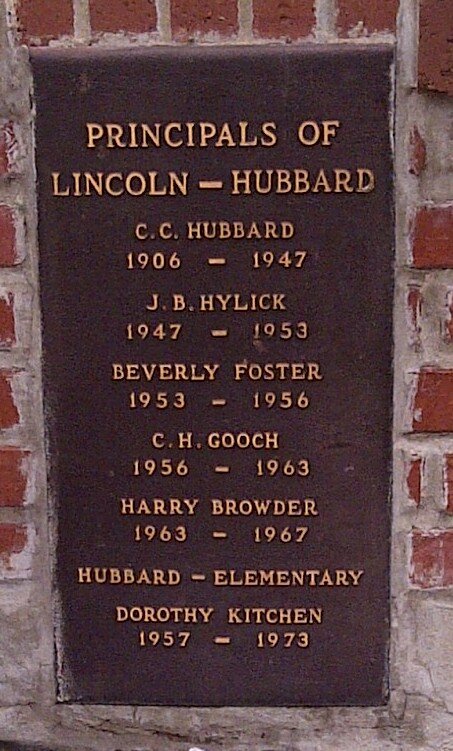 PRINCIPALS OF
LINCOLN – HUBBARD
C.C. HUBBARD
1906 – 1947
J.B. HYLICK
1947 – 1953
BEVERLY FOSTER
1953 – 1956
C.H. GOOCH
1956 – 1963
HARRY BROWDER
1963 – 1967
HUBBARD – ELEMENTARY
DOROTHY KITCHEN
1957 – 1973